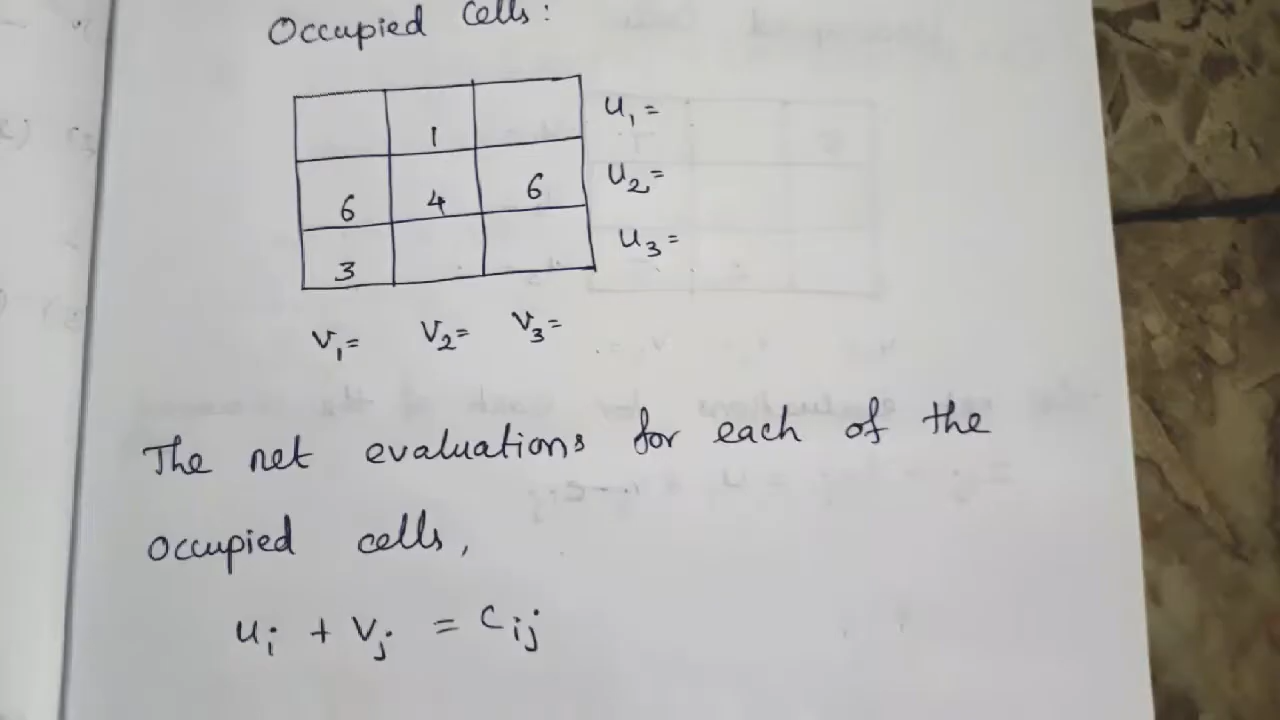 Occupied Cells:
1 u₁ =
6 4 6 u₂ =
3 u₃ =
v₁ = v₂ = v₃ =
The net evaluations for each of the
occupied cells,
uᵢ + vⱼ = cᵢⱼ